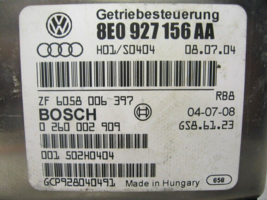 Getriebesteuerung
8E0 927 156 AA
H01/S0404 08.07.04
ZF 6058 006 397 RBB
BOSCH 04-07-08
0 260 002 909 GS8.61.23
001 S02H0404
GCP928040491 Made in Hungary